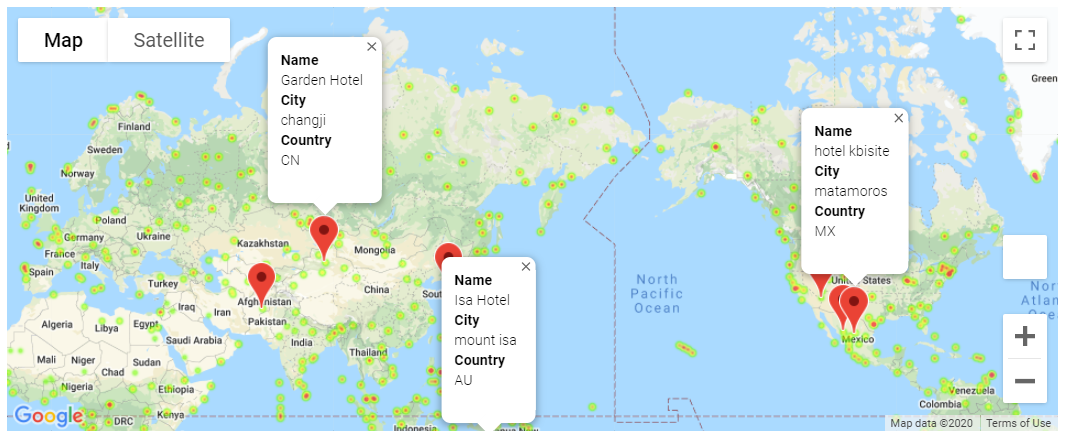 Map
Satellite
Name
Garden Hotel
City
changji
Country
CN
Name
hotel kbisite
City
matamoros
Country
MX
Name
Isa Hotel
City
mount isa
Country
AU
Green
Finland
Sweden
Norway
United
Kingdom
Poland
Germany
Ukraine
France
Italy
Spain
Kazakhstan
Mongolia
Turkey
Afghanistan
China
Iraq
Iran
Pakistan
Algeria
Libya
Egypt
Saudi Arabia
India
Thailand
Mali
Niger
Sudan
Chad
Nigeria
Ethiopia
DRC
Kenya
Indonesia
North
Pacific
Ocean
United States
Mexico
Venezuela
Colombia
Google
Map data ©2020
Terms of Use